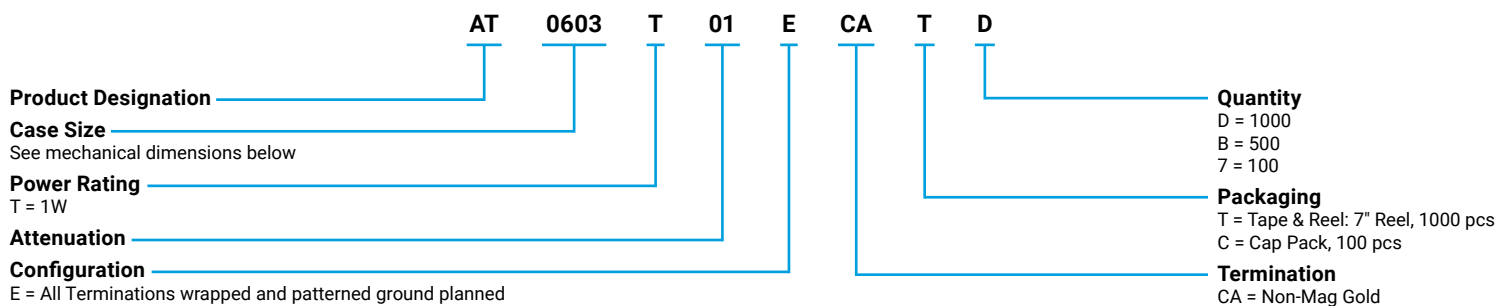 AT 0603 T 01 E CA T D
Product Designation
Case Size
See mechanical dimensions below
Power Rating
T = 1W
Attenuation
Configuration
E = All Terminations wrapped and patterned ground planned
Quantity
D = 1000
B = 500
7 = 100
Packaging
T = Tape & Reel: 7" Reel, 1000 pcs
C = Cap Pack, 100 pcs
Termination
CA = Non-Mag Gold